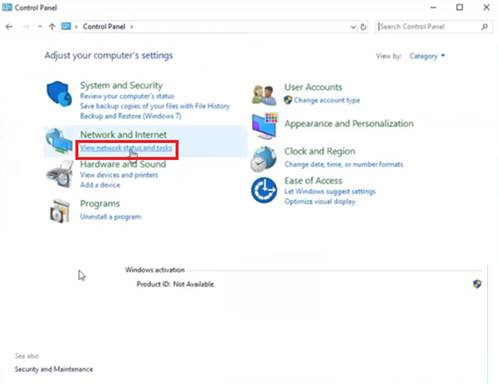 Control Panel
Control Panel
Search Control Panel
Adjust your computer's settings
View by: Catagory
System and Security
Review your computer's status
Save backup copies of your files with File History
Backup and Restore (Windows 7)
Network and Internet
View network status and tasks
Hardware and Sound
View devices and printers
Add a device
Programs
Uninstall a program
User Accounts
Change account type
Appearance and Personalization
Clock and Region
Change date, time, or number formats
Ease of Access
Let Windows suggest settings
Optimize visual display
Windows activation
Product ID: Not Available
See also
Security and Maintenance